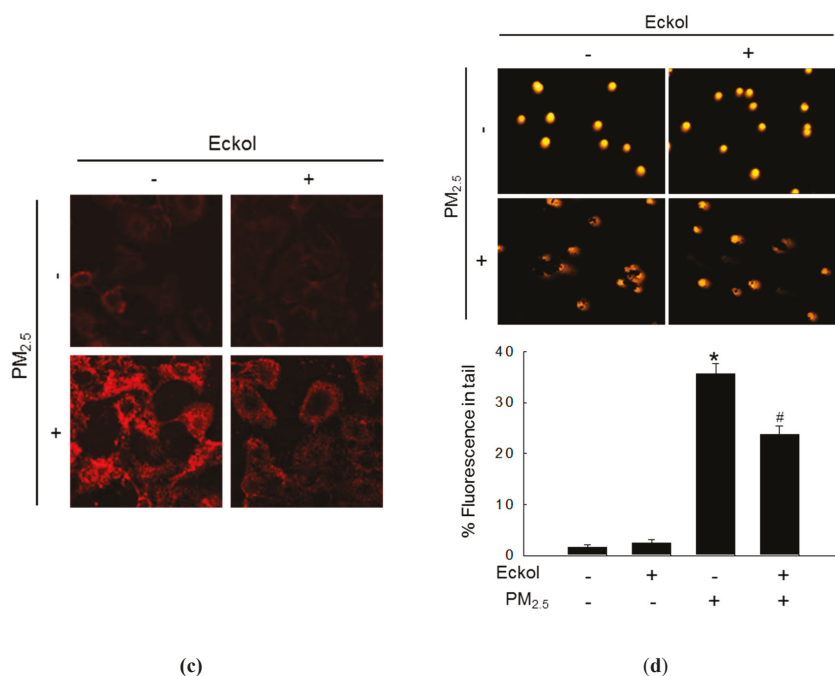 Eckol
- +
PM2.5
-
+
(c)
Eckol
- +
PM2.5
-
+
% Fluorescence in tail
40
30
20
10
0
*
#
Eckol - + - +
PM2.5 - - + +
(d)